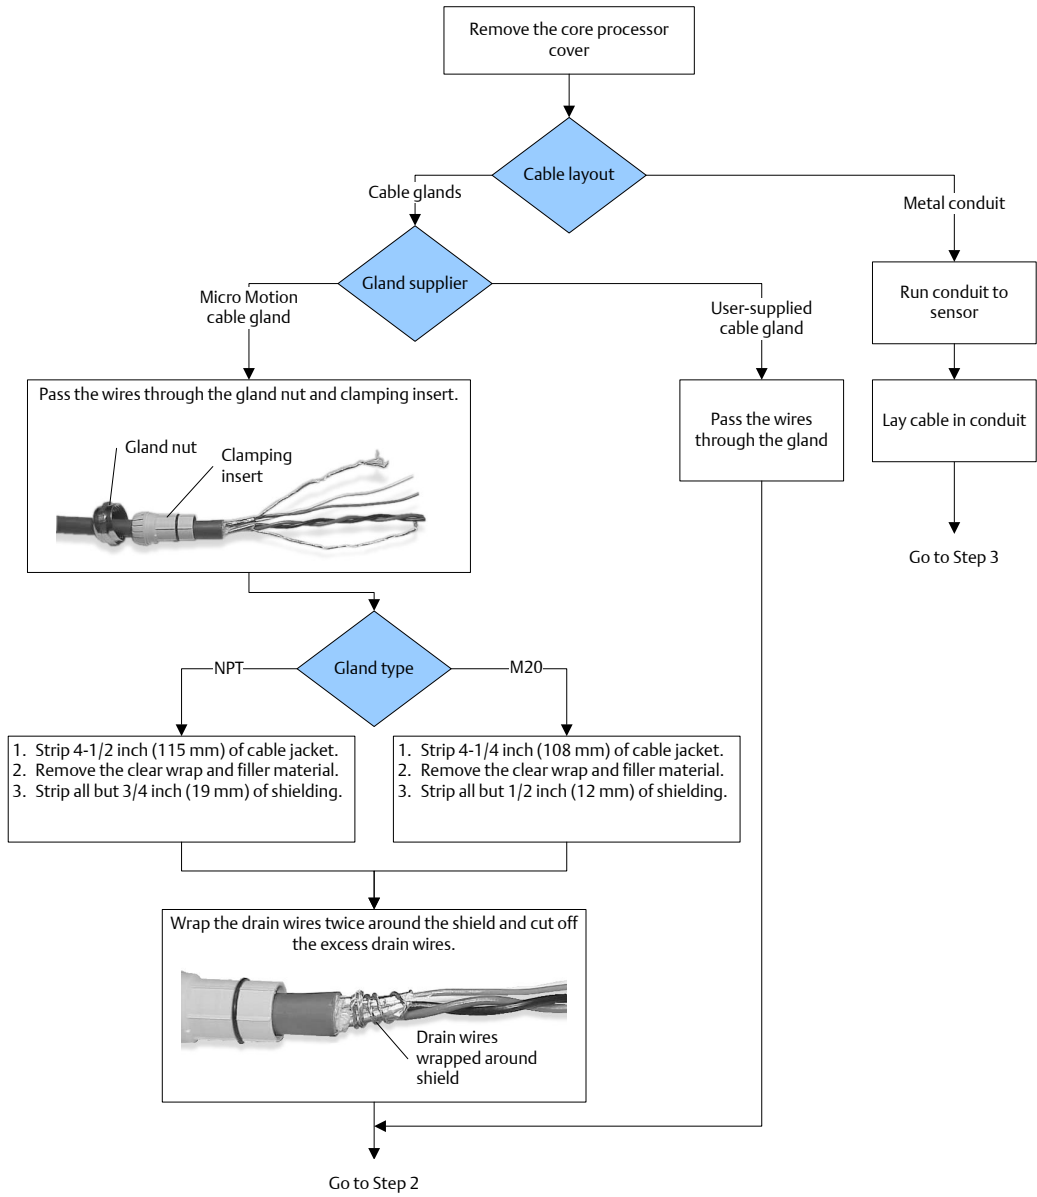 Remove the core processor
cover
Cable layout
Cable glands
Metal conduit
Gland supplier
Micro Motion
cable gland
User-supplied
cable gland
Run conduit to
sensor
Pass the wires through the gland nut and clamping insert.
Gland nut
Clamping
insert
Pass the wires
through the gland
Lay cable in conduit
Go to Step 3
Gland type
NPT
M20
1. Strip 4-1/2 inch (115 mm) of cable jacket.
2. Remove the clear wrap and filler material.
3. Strip all but 3/4 inch (19 mm) of shielding.
1. Strip 4-1/4 inch (108 mm) of cable jacket.
2. Remove the clear wrap and filler material.
3. Strip all but 1/2 inch (12 mm) of shielding.
Wrap the drain wires twice around the shield and cut off
the excess drain wires.
Drain wires
wrapped around
shield
Go to Step 2